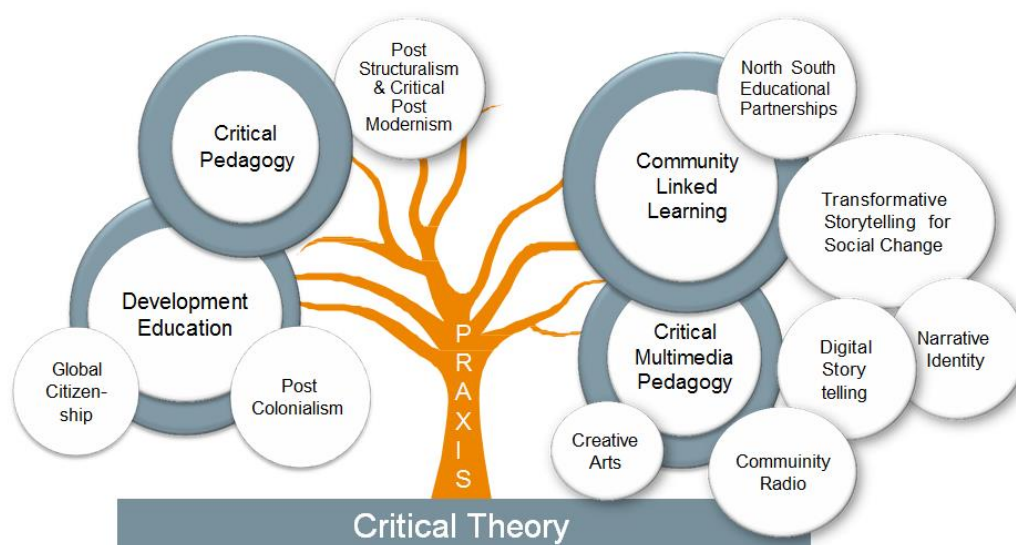 Critical
Pedagogy
Post
Structuralism
& Critical
Post
Modernism
Development
Education
Global
Citizen-
ship
Post
Colonialism
PRAXIS
North South
Educational
Partnerships
Community
Linked
Learning
Transformative
Storytelling for
Social Change
Critical
Multimedia
Pedagogy
Digital
Story
telling
Narrative
Identity
Creative
Arts
Commuinity
Radio
Critical Theory